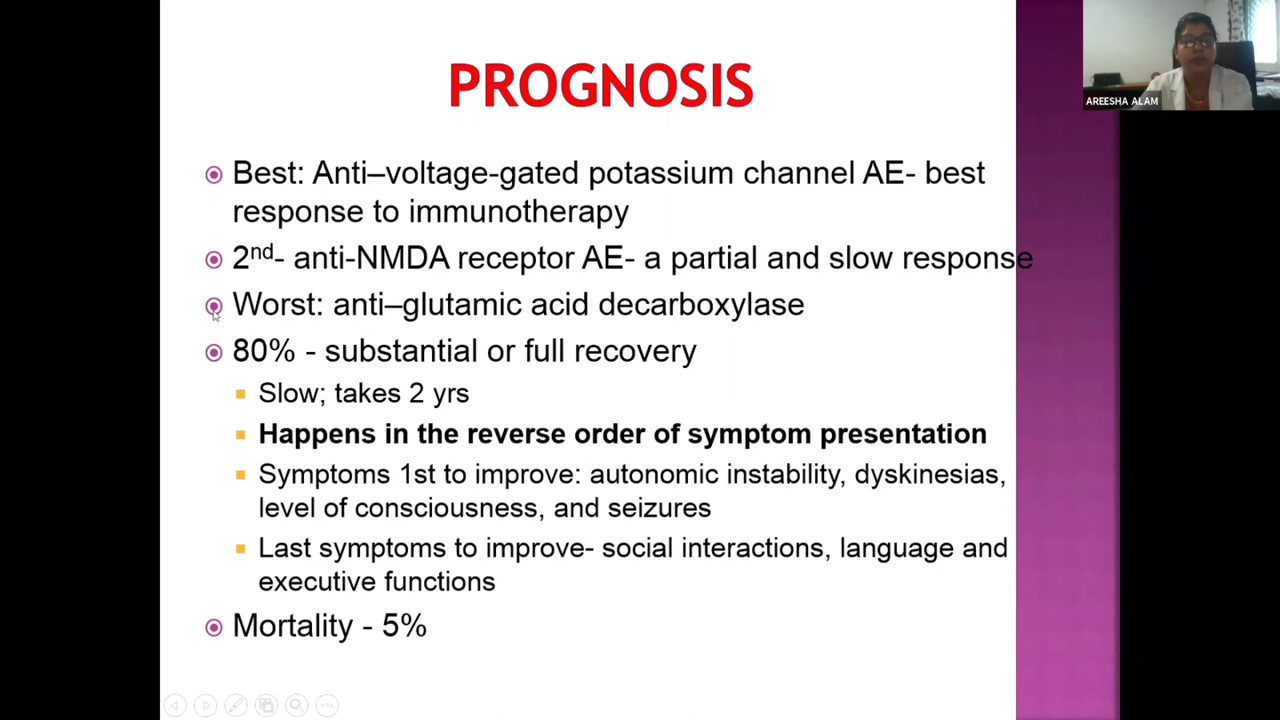 PROGNOSIS
AREESHA ALAM
Best: Anti–voltage-gated potassium channel AE- best
response to immunotherapy
2nd- anti-NMDA receptor AE- a partial and slow response
Worst: anti–glutamic acid decarboxylase
80% - substantial or full recovery
Slow; takes 2 yrs
Happens in the reverse order of symptom presentation
Symptoms 1st to improve: autonomic instability, dyskinesias,
level of consciousness, and seizures
Last symptoms to improve- social interactions, language and
executive functions
Mortality - 5%